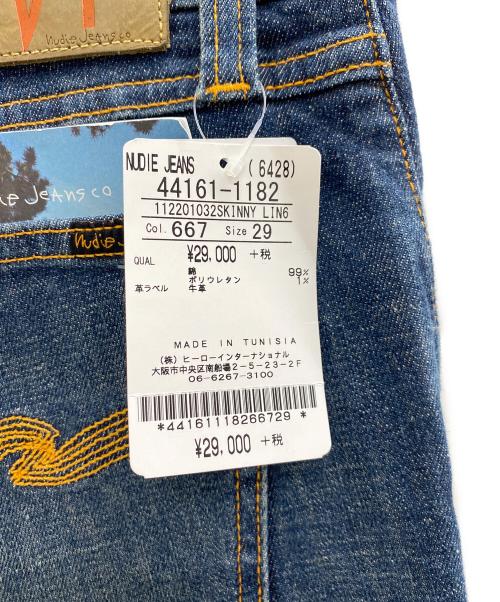 nudie Jeans co
ie Jeans co
nudie J
NUDIE JEANS (6428)
44161-1182
112201032SKINNY LIN6
Col. 667 Size 29
¥29,000 +税
QUAL 綿 99%
ポリウレタン 1%
革ラベル 牛革
MADE IN TUNISIA
(株)ヒーローインターナショナル
大阪市中央区南船場2-5-23-2F
06-6267-3100
*44161118266729*
¥29,000 +税